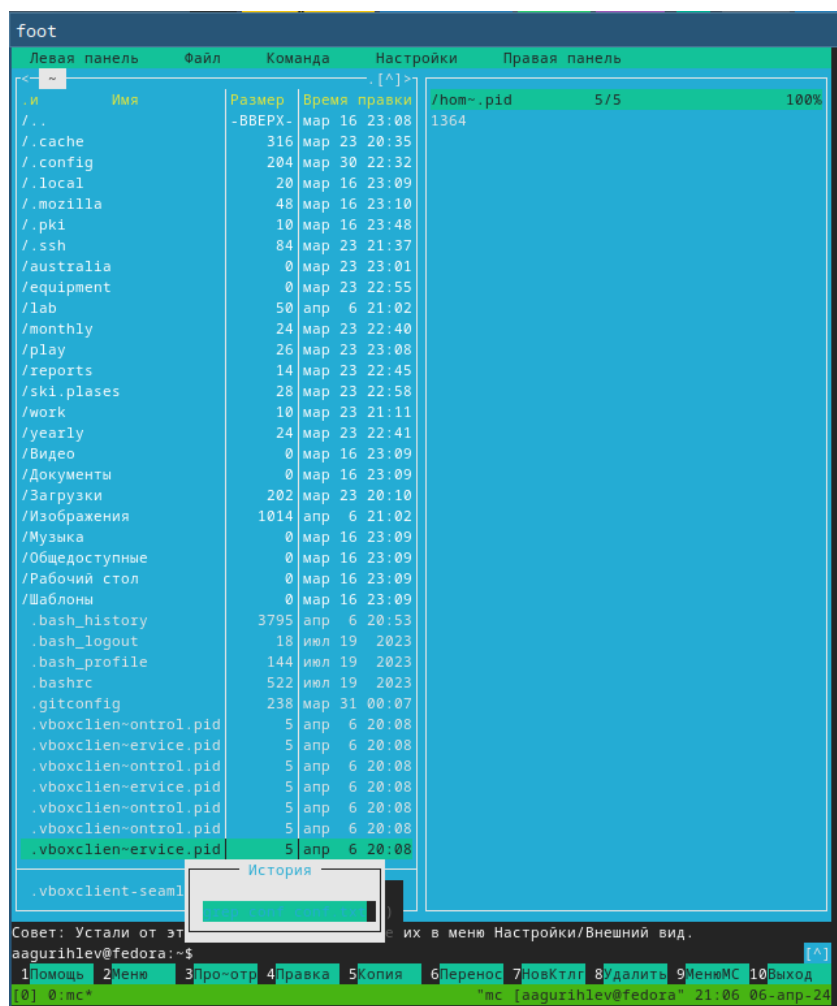 foot
Левая панель Файл Команда Настройки Правая панель
<- ~ .[^]>
.и Имя Размер Время правки /hom~.pid 5/5 100%
/.. -ВВЕРХ- мар 16 23:08 1364
/.cache 316 мар 23 20:35
/.config 204 мар 30 22:32
/.local 20 мар 16 23:09
/.mozilla 48 мар 16 23:10
/.pki 10 мар 16 23:48
/.ssh 84 мар 23 21:37
/australia 0 мар 23 23:01
/equipment 0 мар 23 22:55
/lab 50 апр 6 21:02
/monthly 24 мар 23 22:40
/play 26 мар 23 23:08
/reports 14 мар 23 22:45
/ski.plases 28 мар 23 22:58
/work 10 мар 23 21:11
/yearly 24 мар 23 22:41
/Видео 0 мар 16 23:09
/Документы 0 мар 16 23:09
/Загрузки 202 мар 23 20:10
/Изображения 1014 апр 6 21:02
/Музыка 0 мар 16 23:09
/Общедоступные 0 мар 16 23:09
/Рабочий стол 0 мар 16 23:09
/Шаблоны 0 мар 16 23:09
.bash_history 3795 апр 6 20:53
.bash_logout 18 июл 19 2023
.bash_profile 144 июл 19 2023
.bashrc 522 июл 19 2023
.gitconfig 238 мар 31 00:07
.vboxclien~ontrol.pid 5 апр 6 20:08
.vboxclien~ervice.pid 5 апр 6 20:08
.vboxclien~ontrol.pid 5 апр 6 20:08
.vboxclien~ervice.pid 5 апр 6 20:08
.vboxclien~ontrol.pid 5 апр 6 20:08
.vboxclien~ontrol.pid 5 апр 6 20:08
.vboxclien~ervice.pid 5 апр 6 20:08
История
.vboxclient-seaml
Совет: Устали от эт е их в меню Настройки/Внешний вид.
aagurihlev@fedora:~$ [^]
1Помощь 2Меню 3Про~отр 4Правка 5Копия 6Перенос 7НовКтлг 8Удалить 9МенюМС 10Выход
[0] 0:mc* "mc [aagurihlev@fedora" 21:06 06-апр-24